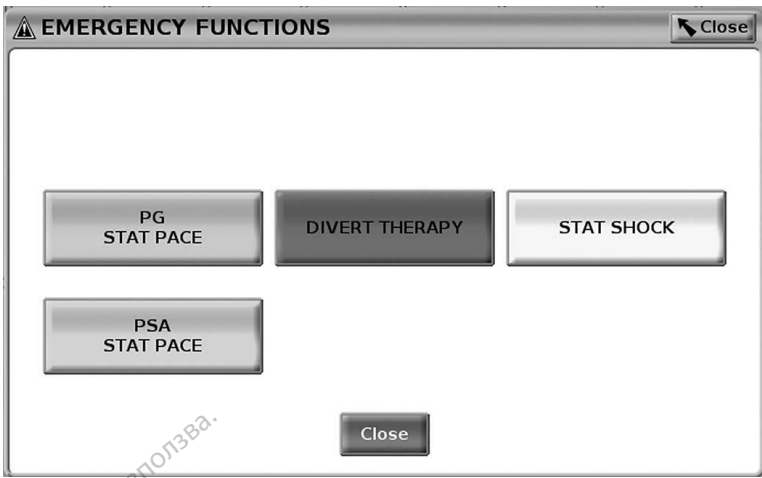 EMERGENCY FUNCTIONS
Close
PG
STAT PACE
DIVERT THERAPY
STAT SHOCK
PSA
STAT PACE
Close